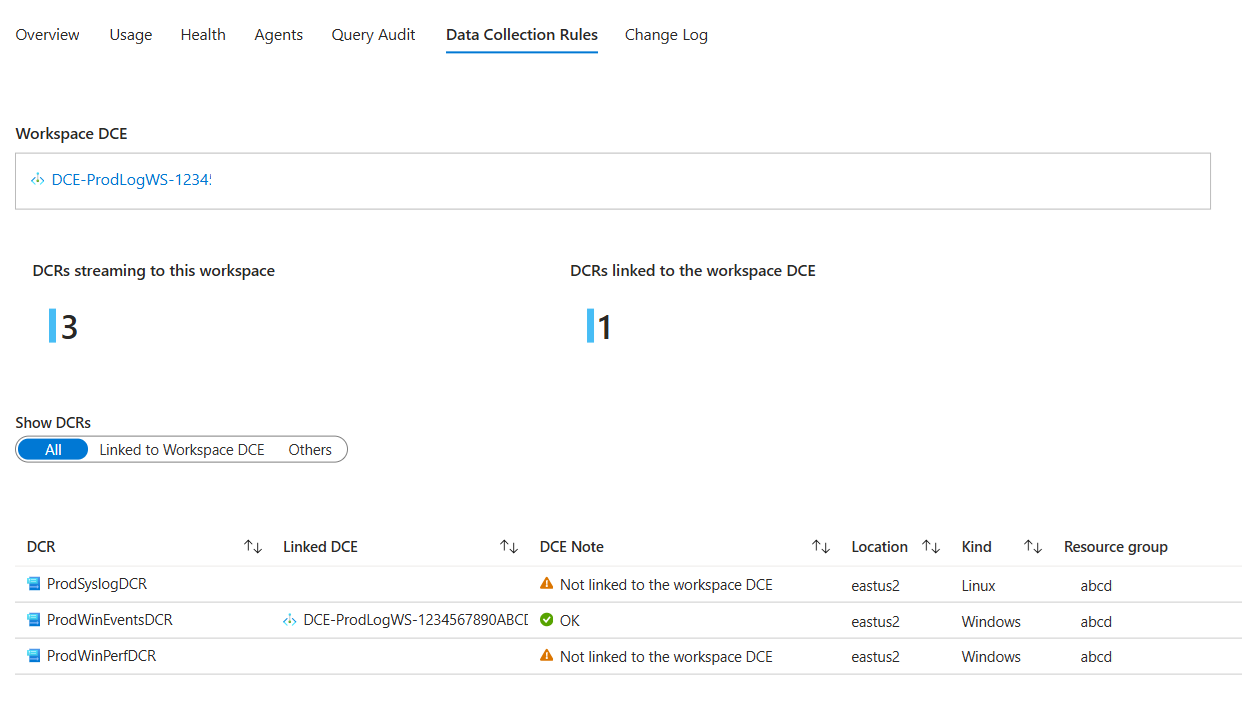 Overview Usage Health Agents Query Audit Data Collection Rules Change Log
Workspace DCE
DCE-ProdLogWS-1234
DCRs streaming to this workspace DCRs linked to the workspace DCE
3 1
Show DCRs
All Linked to Workspace DCE Others
DCR Linked DCE DCE Note Location Kind Resource group
ProdSyslogDCR Not linked to the workspace DCE eastus2 Linux abcd
ProdWinEventsDCR DCE-ProdLogWS-1234567890ABC OK eastus2 Windows abcd
ProdWinPerfDCR Not linked to the workspace DCE eastus2 Windows abcd